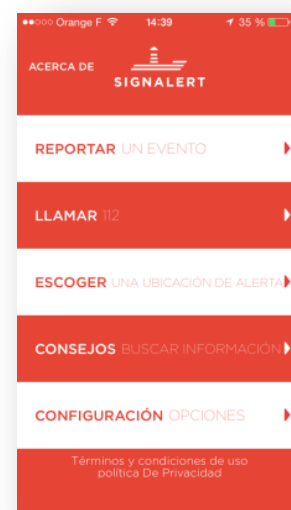 Orange F 14:39 35 %
ACERCA DE
SIGNALERT
REPORTAR UN EVENTO
LLAMAR 112
ESCOGER UNA UBICACIÓN DE ALERTA
CONSEJOS BUSCAR INFORMACIÓN
CONFIGURACIÓN OPCIONES
Términos y condiciones de uso
política De Privacidad